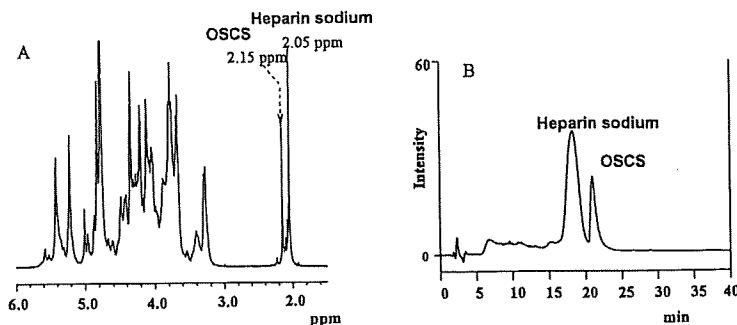 A
OSCS
Heparin sodium
2.05 ppm
2.15 ppm
6.0 5.0 4.0 3.0 2.0
ppm
B
60
Intensity
0
Heparin sodium
OSCS
0 5 10 15 20 25 30 35 40
min